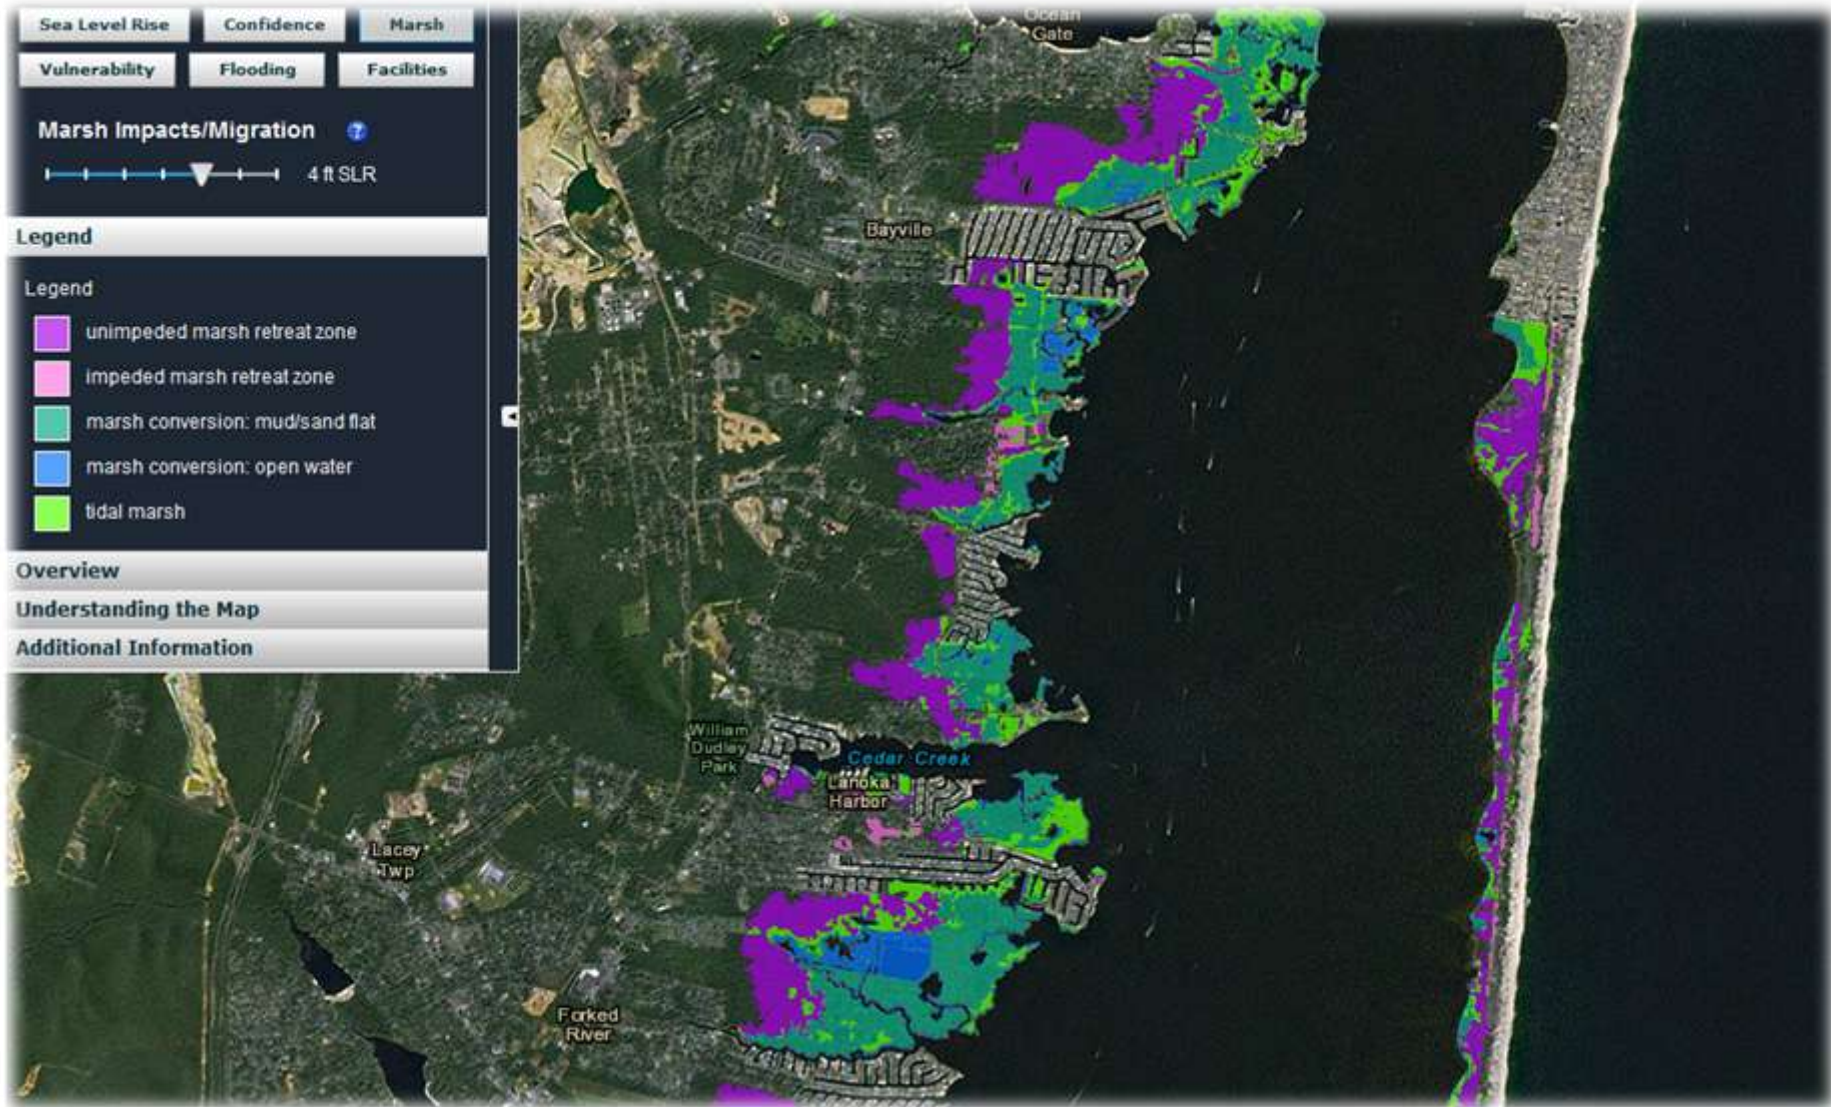 Sea Level Rise
Confidence
Marsh
Vulnerability
Flooding
Facilities
Marsh Impacts/Migration ?
4 ft SLR
Legend
Legend
unimpeded marsh retreat zone
impeded marsh retreat zone
marsh conversion: mud/sand flat
marsh conversion: open water
tidal marsh
Overview
Understanding the Map
Additional Information
Ocean
Gate
Bayville
William
Dudley
Park
Cedar Creek
Lanoka
Harbor
Lacey
Twp
Forked
River